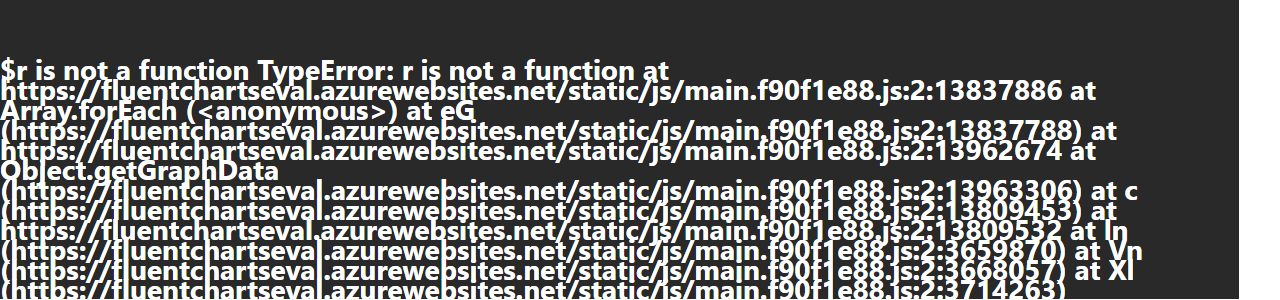 $r is not a function TypeError: r is not a function at
https://fluentchartseval.azurewebsites.net/static/js/main.f90f1e88.js:2:13837886 at
Array.forEach (<anonymous>) at eG
(https://fluentchartseval.azurewebsites.net/static/js/main.f90f1e88.js:2:13837788) at
https://fluentchartseval.azurewebsites.net/static/js/main.f90f1e88.js:2:13962674 at
Object.getGraphData
(https://fluentchartseval.azurewebsites.net/static/js/main.f90f1e88.js:2:13963306) at c
(https://fluentchartseval.azurewebsites.net/static/js/main.f90f1e88.js:2:13809453) at
https://fluentchartseval.azurewebsites.net/static/js/main.f90f1e88.js:2:13809532 at ln
(https://fluentchartseval.azurewebsites.net/static/js/main.f90f1e88.js:2:3659870) at Vn
(https://fluentchartseval.azurewebsites.net/static/js/main.f90f1e88.js:2:3668057) at Xl
(https://fluentchartseval.azurewebsites.net/static/js/main.f90f1e88.js:2:3714263)